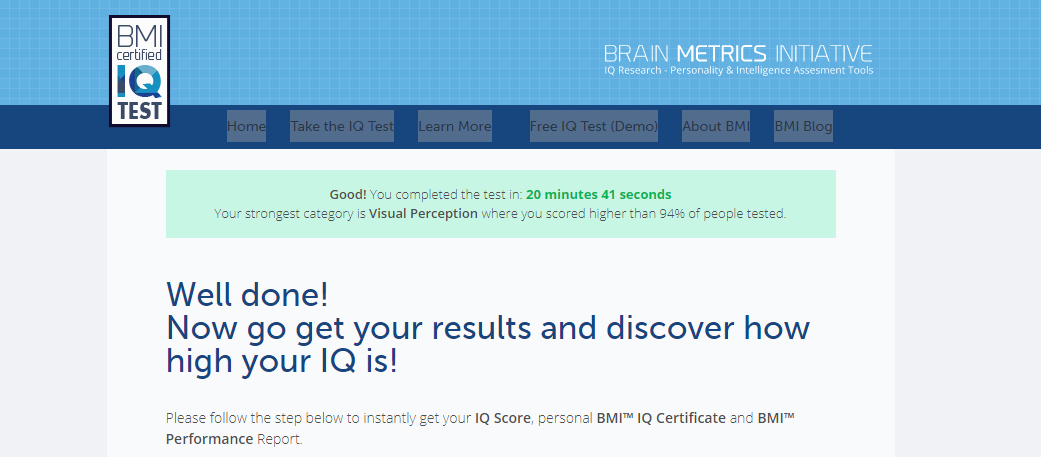 BMI
certified
IQ
TEST
BRAIN METRICS INITIATIVE
IQ Research - Personality & Intelligence Assesment Tools
Home Take the IQ Test Learn More Free IQ Test (Demo) About BMI BMI Blog
Good! You completed the test in: 20 minutes 41 seconds
Your strongest category is Visual Perception where you scored higher than 94% of people tested.
Well done!
Now go get your results and discover how
high your IQ is!
Please follow the step below to instantly get your IQ Score, personal BMI™ IQ Certificate and BMI™
Performance Report.